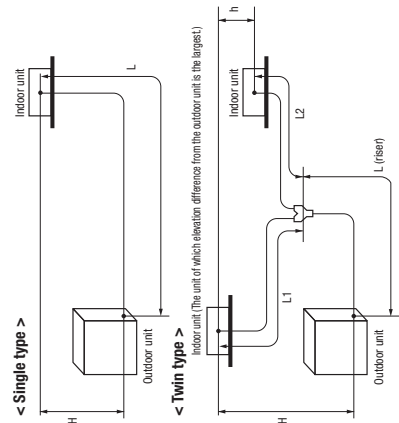 < Single type >
Indoor unit
L
H
Outdoor unit
< Twin type >
Indoor unit (The unit of which elevation difference from the outdoor unit is the largest.)
h
Indoor unit
L1
L2
H
L (riser)
Outdoor unit